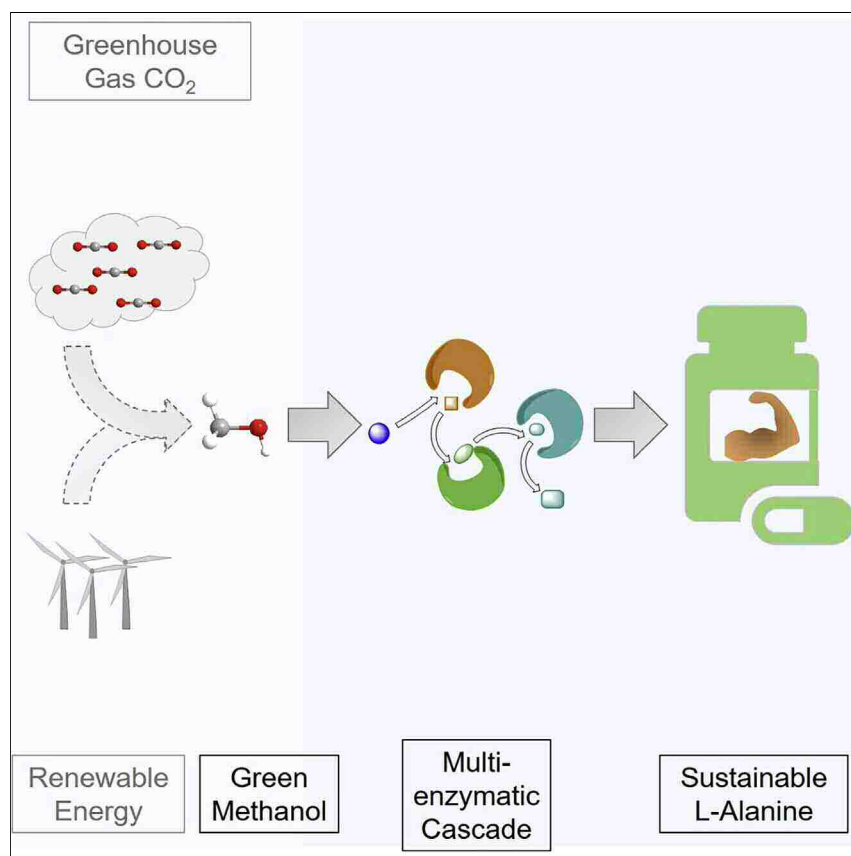 Greenhouse
Gas CO₂
Renewable
Energy
Green
Methanol
Multi-
enzymatic
Cascade
Sustainable
L-Alanine